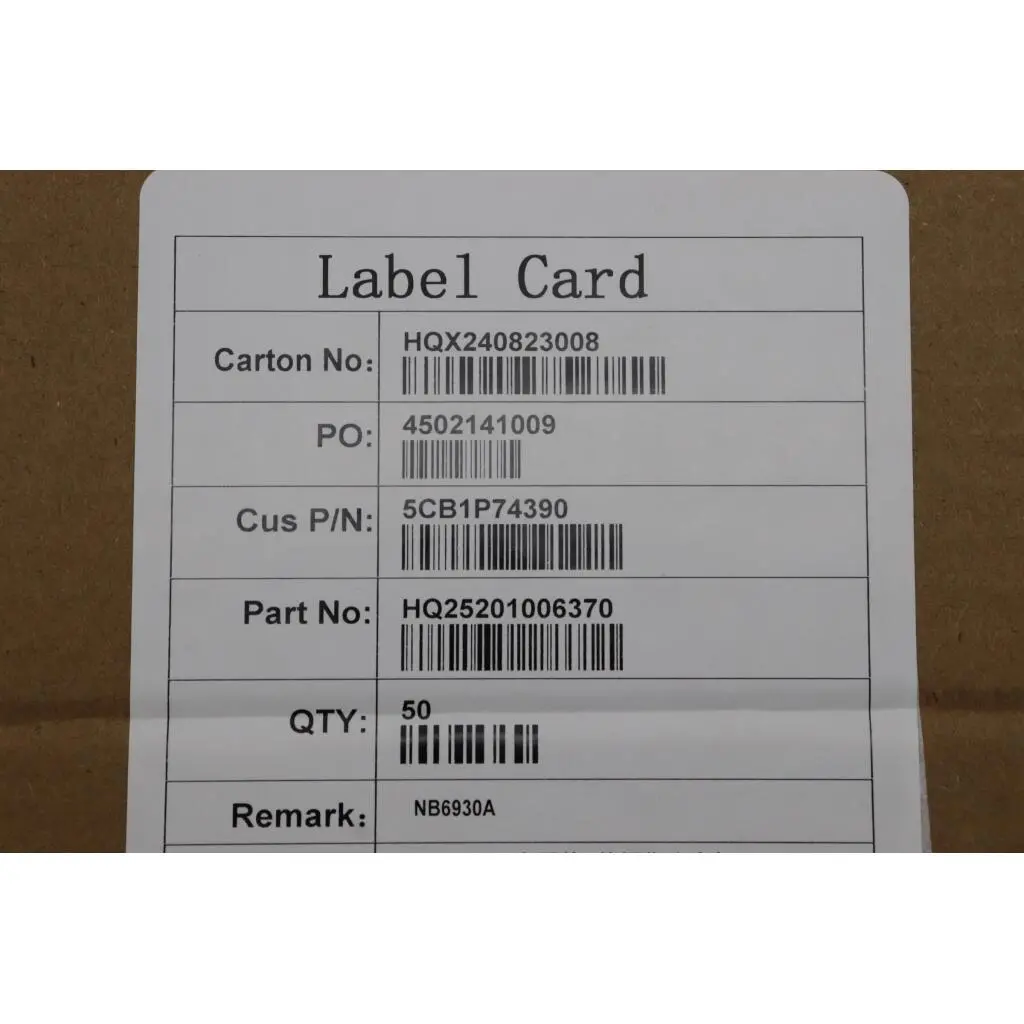 Label Card
Carton No: HQX240823008
PO: 4502141009
Cus P/N: 5CB1P74390
Part No: HQ25201006370
QTY: 50
Remark: NB6930A